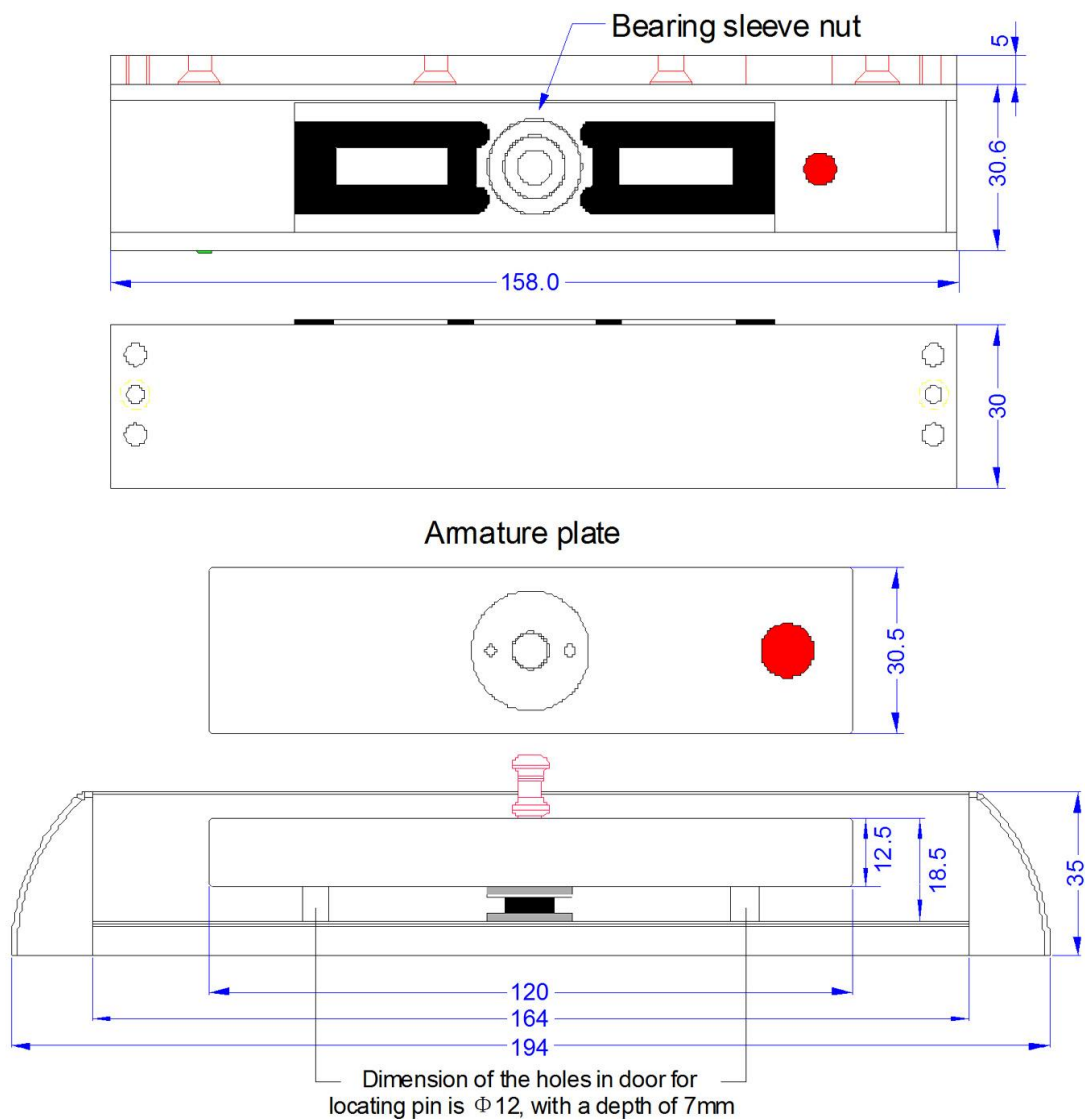 Bearing sleeve nut
5
30.6
158.0
30
Armature plate
30.5
12.5
18.5
35
120
164
194
Dimension of the holes in door for
locating pin is Φ12, with a depth of 7mm